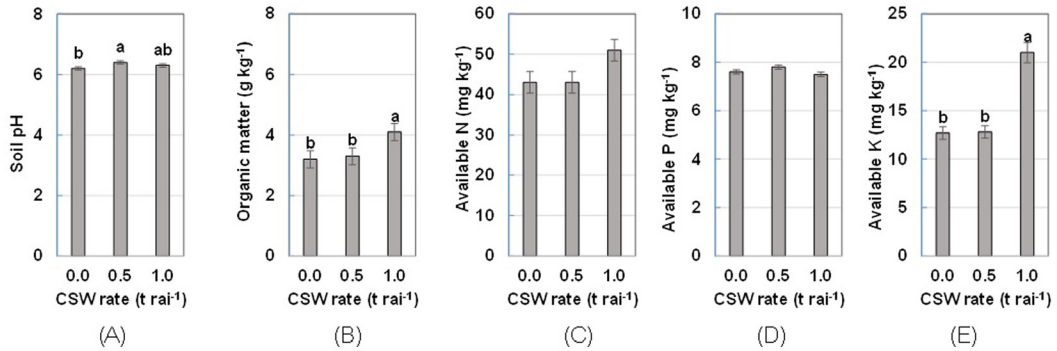 8
6
4
2
0
Soil pH
b
a
ab
0.0 0.5 1.0
CSW rate (t rai-1)
(A)
8
6
4
2
0
Organic matter (g kg-1)
b
b
a
0.0 0.5 1.0
CSW rate (t rai-1)
(B)
60
50
40
30
20
10
0
Available N (mg kg-1)
0.0 0.5 1.0
CSW rate (t rai-1)
(C)
10
8
6
4
2
0
Available P (mg kg-1)
0.0 0.5 1.0
CSW rate (t rai-1)
(D)
25
20
15
10
5
0
Available K (mg kg-1)
b
b
a
0.0 0.5 1.0
CSW rate (t rai-1)
(E)